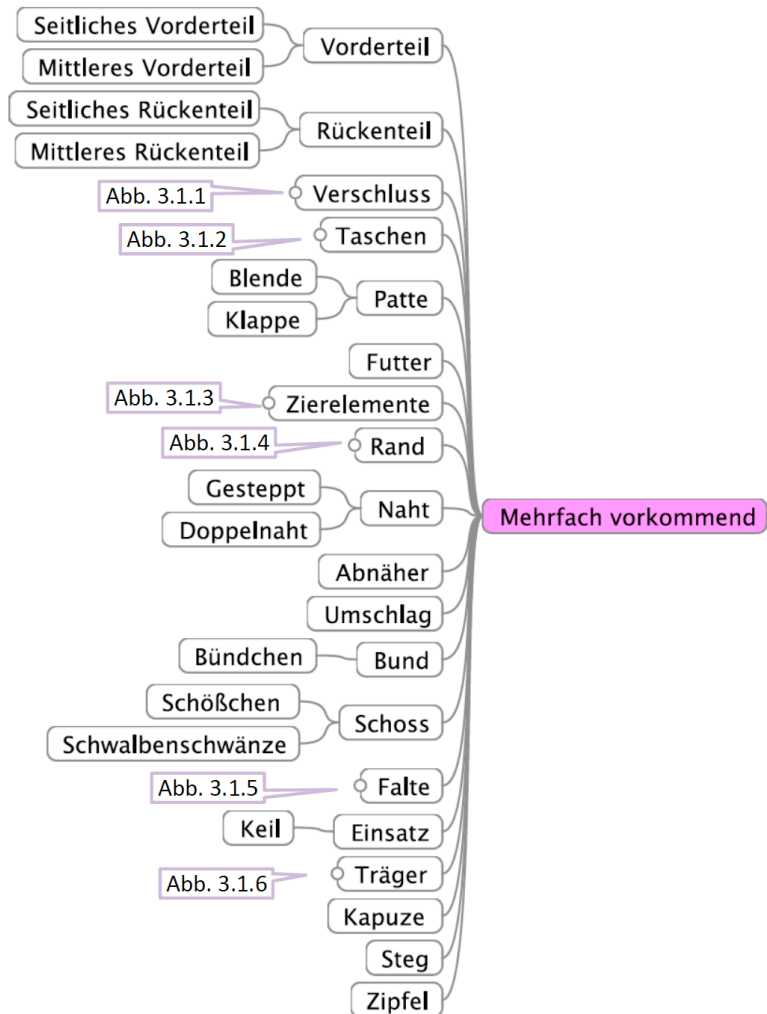 Seitliches Vorderteil
Vorderteil
Mittleres Vorderteil
Seitliches Rückenteil
Rückenteil
Mittleres Rückenteil
Abb. 3.1.1
Verschluss
Abb. 3.1.2
Taschen
Blende
Patte
Klappe
Futter
Abb. 3.1.3
Zierelemente
Abb. 3.1.4
Rand
Gesteppt
Naht
Doppelnaht
Mehrfach vorkommend
Abnäher
Umschlag
Bündchen
Bund
Schößchen
Schoss
Schwalbenschwänze
Abb. 3.1.5
Falte
Keil
Einsatz
Abb. 3.1.6
Träger
Kapuze
Steg
Zipfel